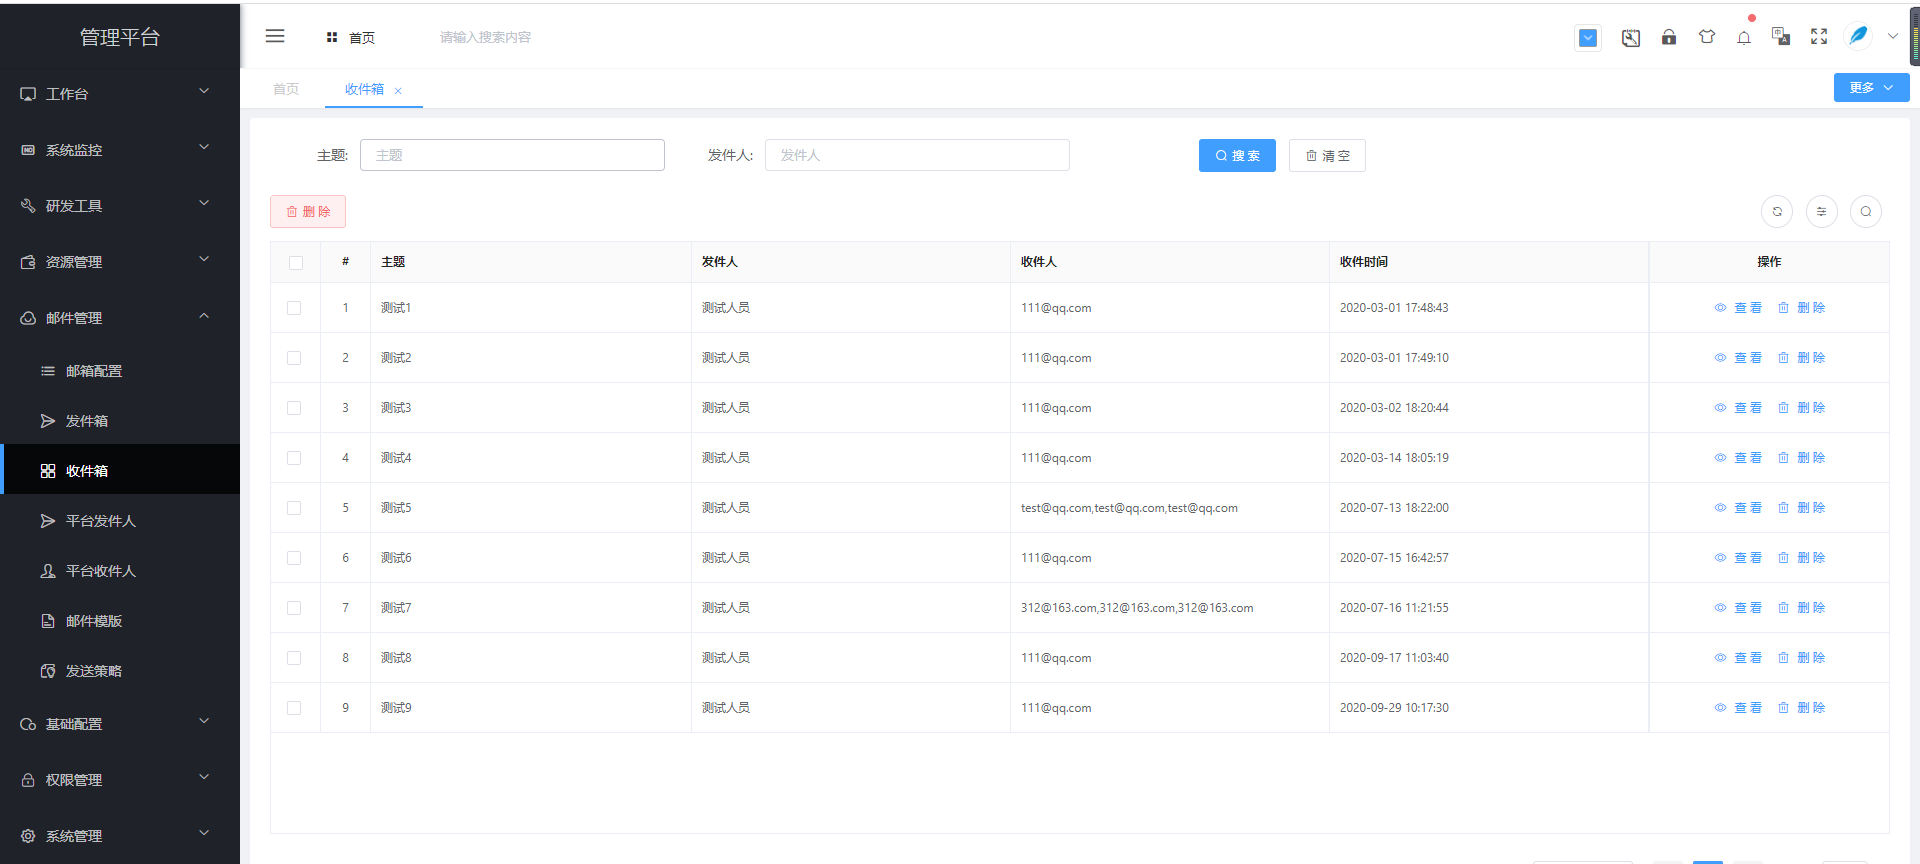 管理平台
首页
请输入搜索内容
首页
收件箱
更多
工作台
系统监控
研发工具
资源管理
邮件管理
邮箱配置
发件箱
收件箱
平台发件人
平台收件人
邮件模版
发送策略
基础配置
权限管理
系统管理
主题: 主题 发件人: 发件人 搜 索 清 空
删 除
# 主题 发件人 收件人 收件时间 操作
1 测试1 测试人员 111@qq.com 2020-03-01 17:48:43 查 看 删 除
2 测试2 测试人员 111@qq.com 2020-03-01 17:49:10 查 看 删 除
3 测试3 测试人员 111@qq.com 2020-03-02 18:20:44 查 看 删 除
4 测试4 测试人员 111@qq.com 2020-03-14 18:05:19 查 看 删 除
5 测试5 测试人员 test@qq.com,test@qq.com,test@qq.com 2020-07-13 18:22:00 查 看 删 除
6 测试6 测试人员 111@qq.com 2020-07-15 16:42:57 查 看 删 除
7 测试7 测试人员 312@163.com,312@163.com,312@163.com 2020-07-16 11:21:55 查 看 删 除
8 测试8 测试人员 111@qq.com 2020-09-17 11:03:40 查 看 删 除
9 测试9 测试人员 111@qq.com 2020-09-29 10:17:30 查 看 删 除